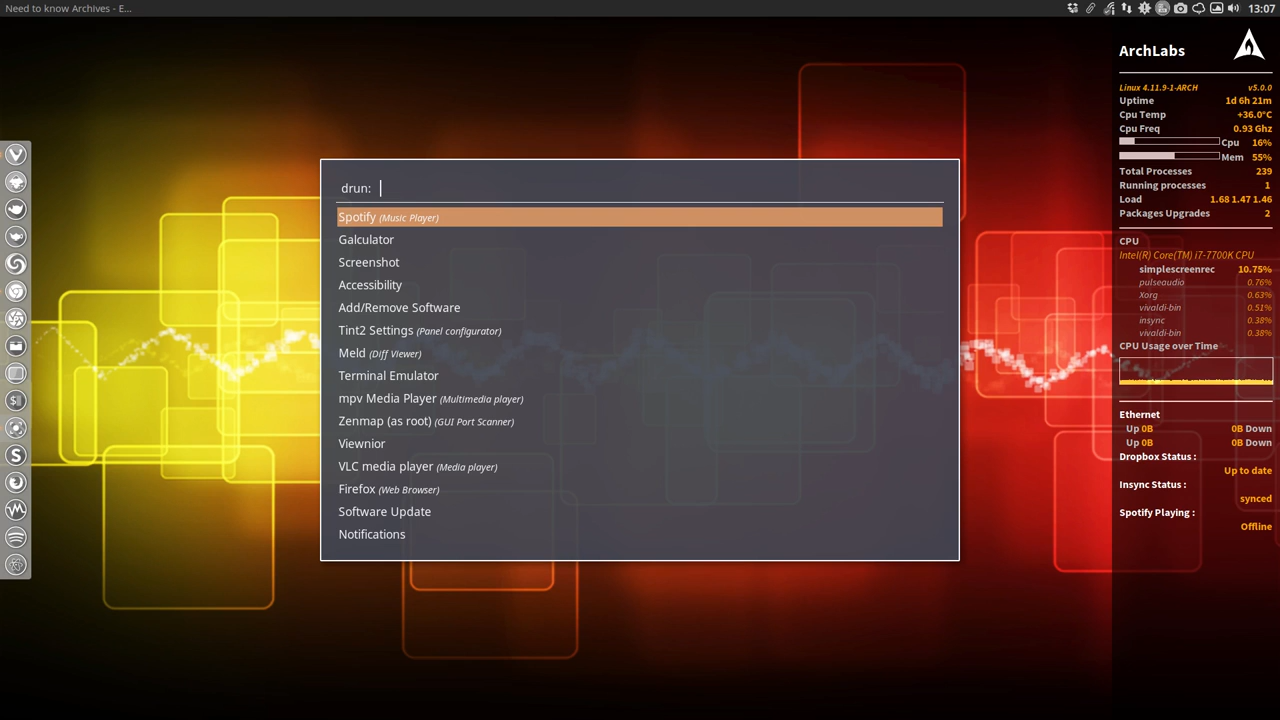 Need to know Archives - E...
13:07
drun:
Spotify (Music Player)
Galculator
Screenshot
Accessibility
Add/Remove Software
Tint2 Settings (Panel configurator)
Meld (Diff Viewer)
Terminal Emulator
mpv Media Player (Multimedia player)
Zenmap (as root) (GUI Port Scanner)
Viewnior
VLC media player (Media player)
Firefox (Web Browser)
Software Update
Notifications
ArchLabs
Linux 4.11.9-1-ARCH v5.0.0
Uptime 1d 6h 21m
Cpu Temp +36.0°C
Cpu Freq 0.93 Ghz
Cpu 16%
Mem 55%
Total Processes 239
Running processes 1
Load 1.68 1.47 1.46
Packages Upgrades 2
CPU
Intel(R) Core(TM) i7-7700K CPU
simplescreenrec 10.75%
pulseaudio 0.76%
Xorg 0.63%
vivaldi-bin 0.51%
insync 0.38%
vivaldi-bin 0.38%
CPU Usage over Time
Ethernet
Up 0B 0B Down
Up 0B 0B Down
Dropbox Status :
Up to date
Insync Status :
synced
Spotify Playing :
Offline